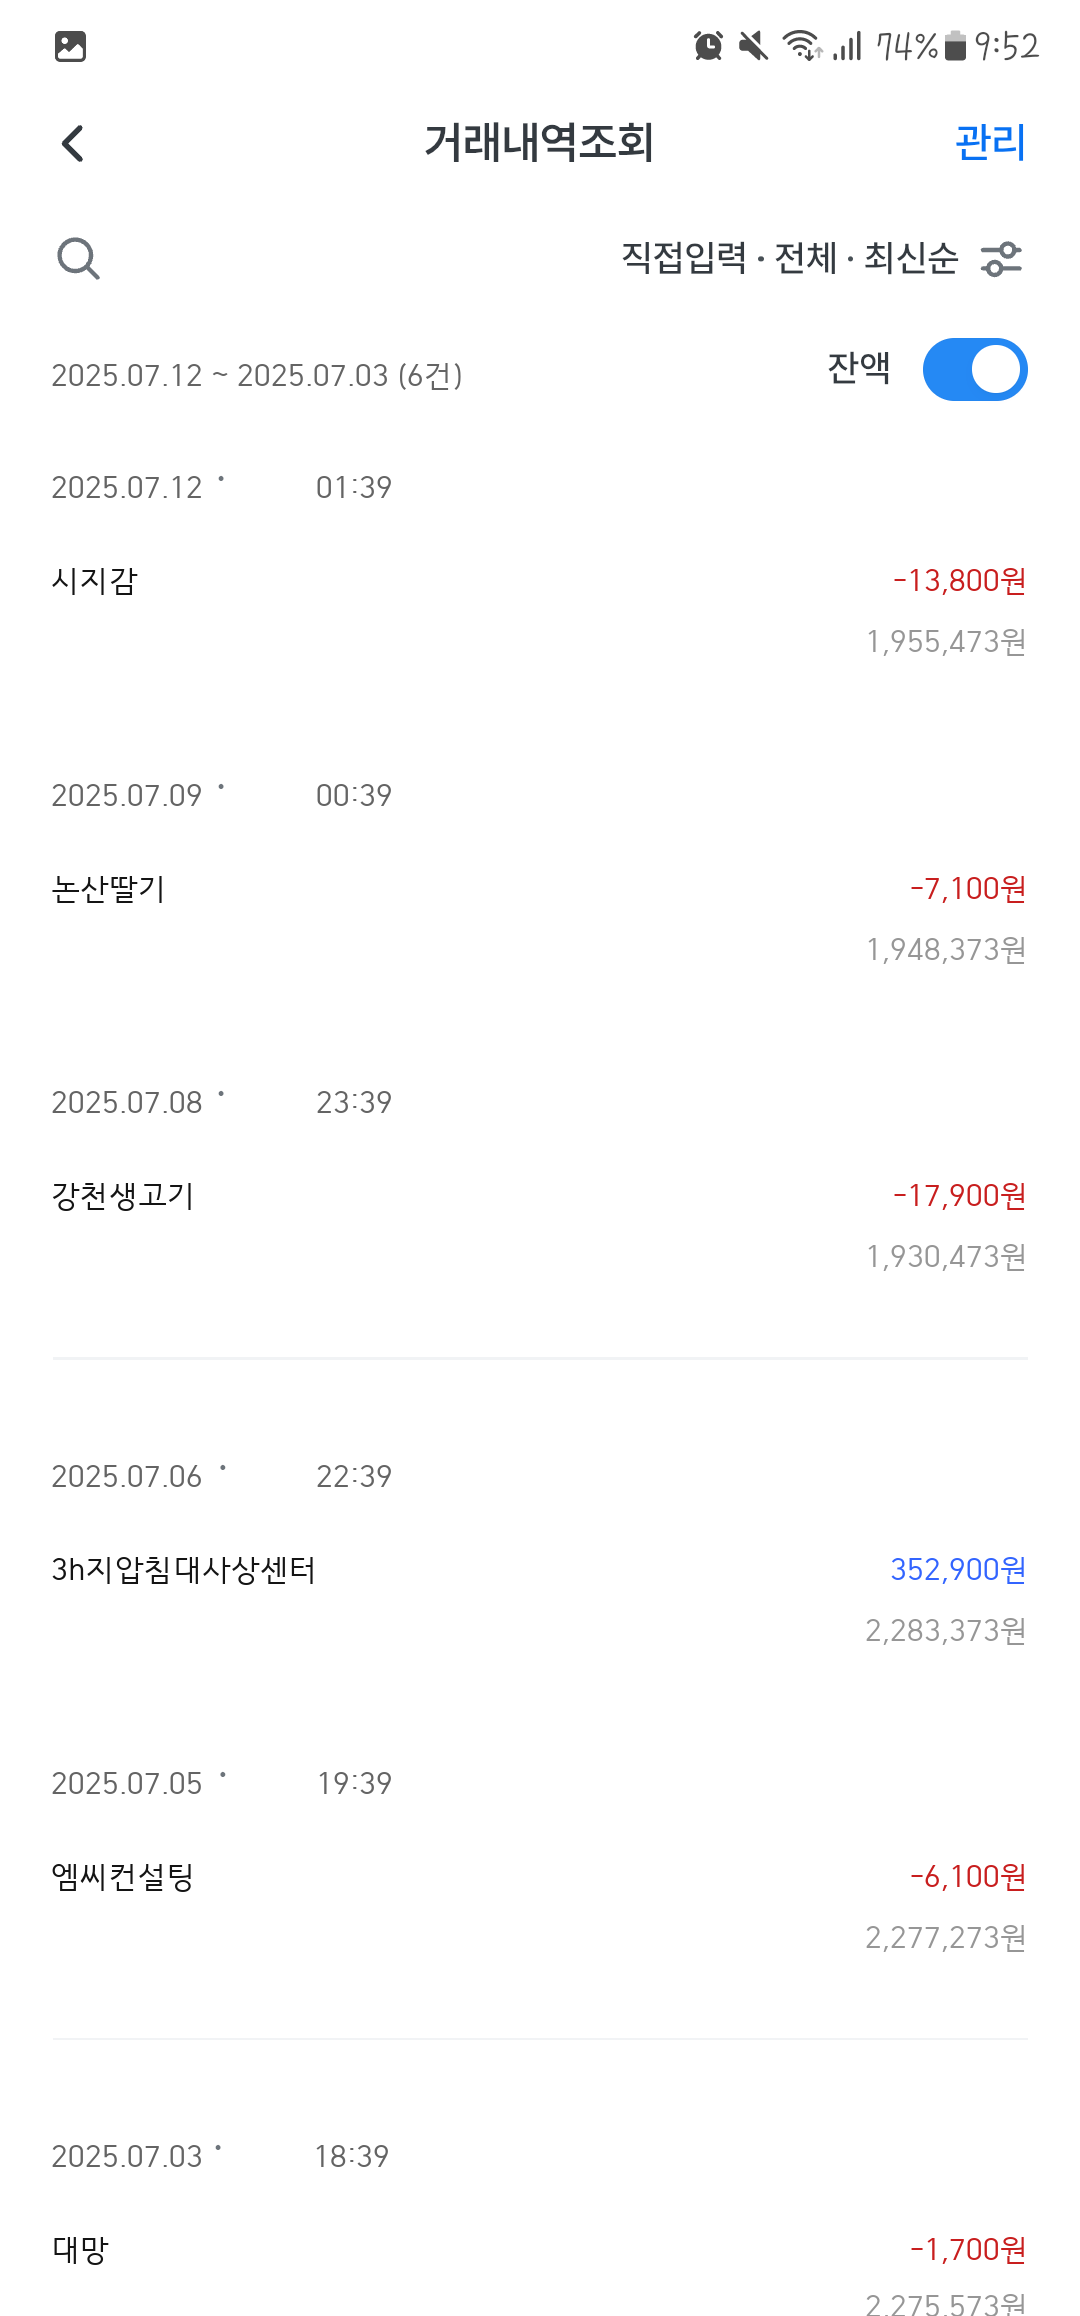 74% 9:52
거래내역조회 관리
직접입력 · 전체 · 최신순
2025.07.12 ~ 2025.07.03 (6건) 잔액
2025.07.12 · 01:39
시지감 -13,800원
1,955,473원
2025.07.09 · 00:39
논산딸기 -7,100원
1,948,373원
2025.07.08 · 23:39
강천생고기 -17,900원
1,930,473원
2025.07.06 · 22:39
3h지압침대사상센터 352,900원
2,283,373원
2025.07.05 · 19:39
엠씨컨설팅 -6,100원
2,277,273원
2025.07.03 · 18:39
대망 -1,700원
2,275,573원